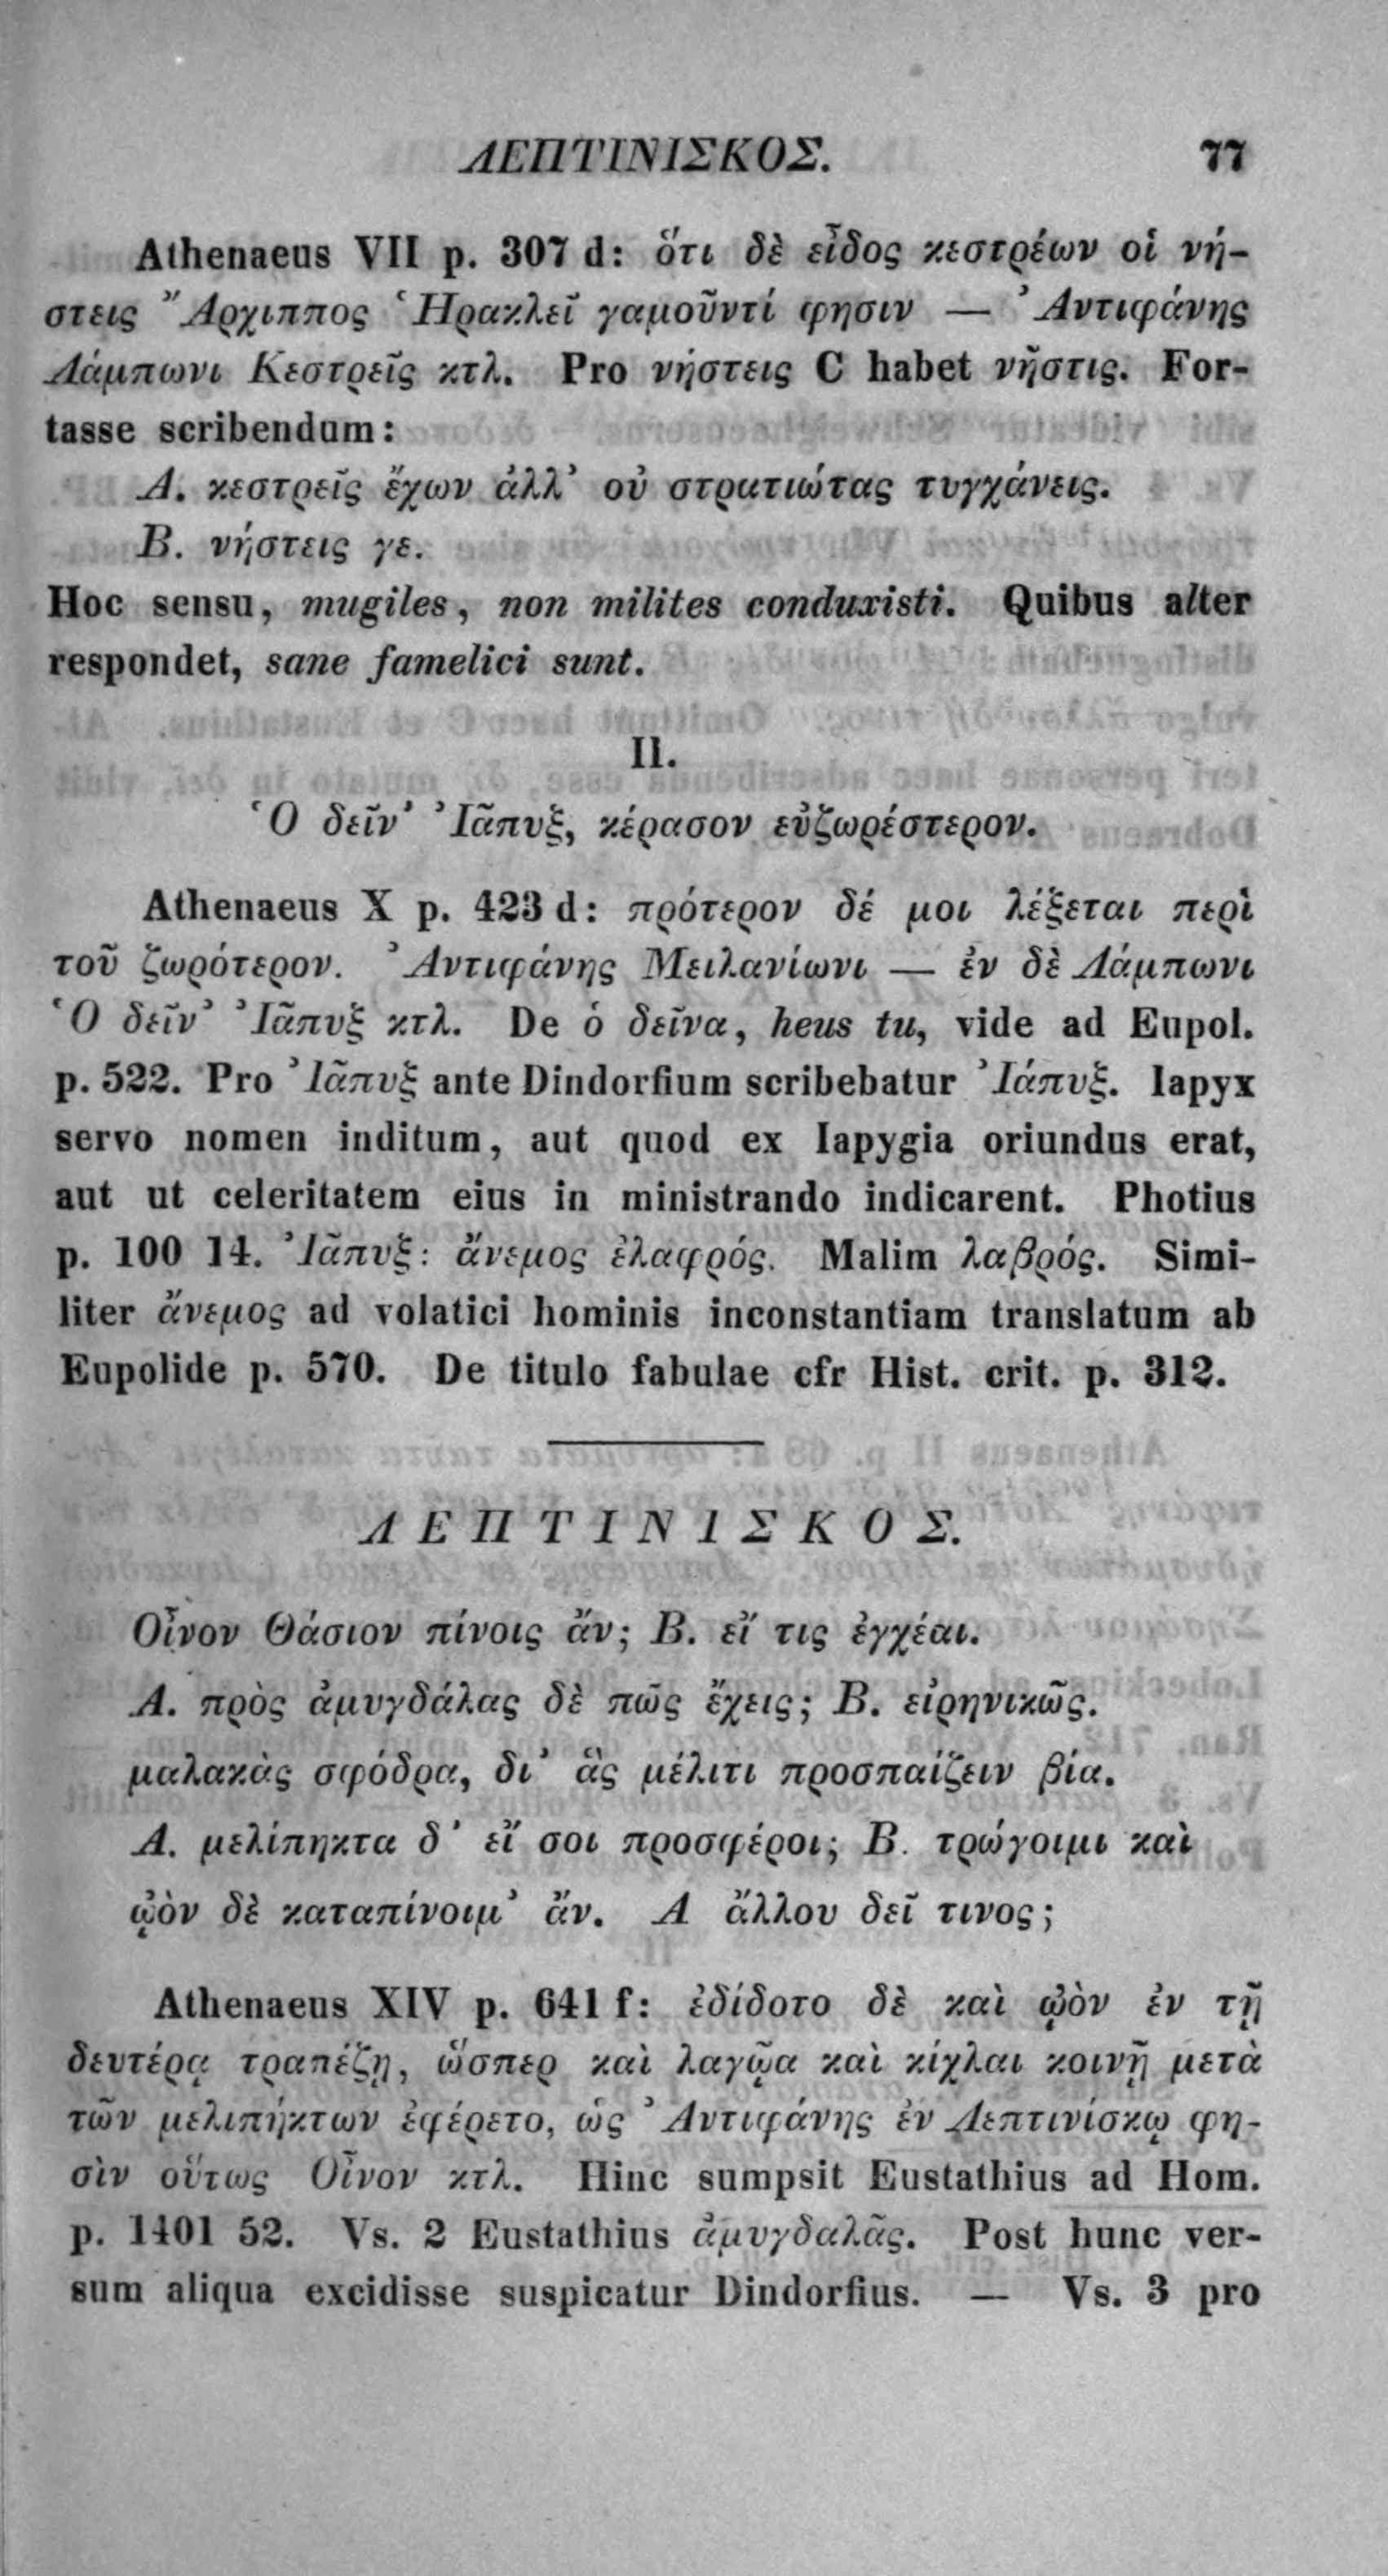 ΛΕΠΤΙΝΙΣΚΟΣ. 77
Athenaeus VII p. 307 d: ὅτι δὲ εἶδος κεστρέων οἱ νή-
στεις Ἄρχιππος Ἡρακλεῖ γαμοῦντί φησιν — Ἀντιφάνης
Λάμπωνι Κεστρεῖς κτλ. Pro νήστεις C habet νῆστις. For-
tasse scribendum:
Α. κεστρεῖς ἔχων ἀλλ' οὐ στρατιώτας τυγχάνεις.
Β. νήστεις γε.
Hoc sensu, mugiles, non milites conduxisti. Quibus alter
respondet, sane famelici sunt.
II.
Ὁ δεῖν' Ἰᾶπυξ, κέρασον εὐζωρέστερον.
Athenaeus X p. 423 d: πρότερον δέ μοι λέξεται περὶ
τοῦ ζωρότερον. Ἀντιφάνης Μειλανίωνι — ἐν δὲ Λάμπωνι
Ὁ δεῖν' Ἰᾶπυξ κτλ. De ὁ δεῖνα, heus tu, vide ad Eupol.
p. 522. Pro Ἰᾶπυξ ante Dindorfium scribebatur Ἰάπυξ. Iapyx
servo nomen inditum, aut quod ex Iapygia oriundus erat,
aut ut celeritatem eius in ministrando indicarent. Photius
p. 100 14. Ἰᾶπυξ: ἄνεμος ἐλαφρός. Malim λαβρός. Simi-
liter ἄνεμος ad volatici hominis inconstantiam translatum ab
Eupolide p. 570. De titulo fabulae cfr Hist. crit. p. 312.
ΛΕΠΤΙΝΙΣΚΟΣ.
Οἶνον Θάσιον πίνοις ἄν; Β. εἴ τις ἐγχέαι.
Α. πρὸς ἀμυγδάλας δὲ πῶς ἔχεις; Β. εἰρηνικῶς.
μαλακὰς σφόδρα, δι' ἃς μέλιτι προσπαίζειν βία.
Α. μελίπηκτα δ' εἴ σοι προσφέροι; Β. τρώγοιμι καὶ
ᾠὸν δὲ καταπίνοιμ' ἄν. Α ἄλλου δεῖ τινος;
Athenaeus XIV p. 641 f: ἐδίδοτο δὲ καὶ ᾠὸν ἐν τῇ
δευτέρᾳ τραπέζῃ, ὥσπερ καὶ λαγῷα καὶ κίχλαι κοινῇ μετὰ
τῶν μελιπήκτων ἐφέρετο, ὡς Ἀντιφάνης ἐν Λεπτινίσκῳ φη-
σὶν οὕτως Οἶνον κτλ. Hinc sumpsit Eustathius ad Hom.
p. 1401 52. Vs. 2 Eustathius ἀμυγδαλᾶς. Post hunc ver-
sum aliqua excidisse suspicatur Dindorfius. — Vs. 3 pro